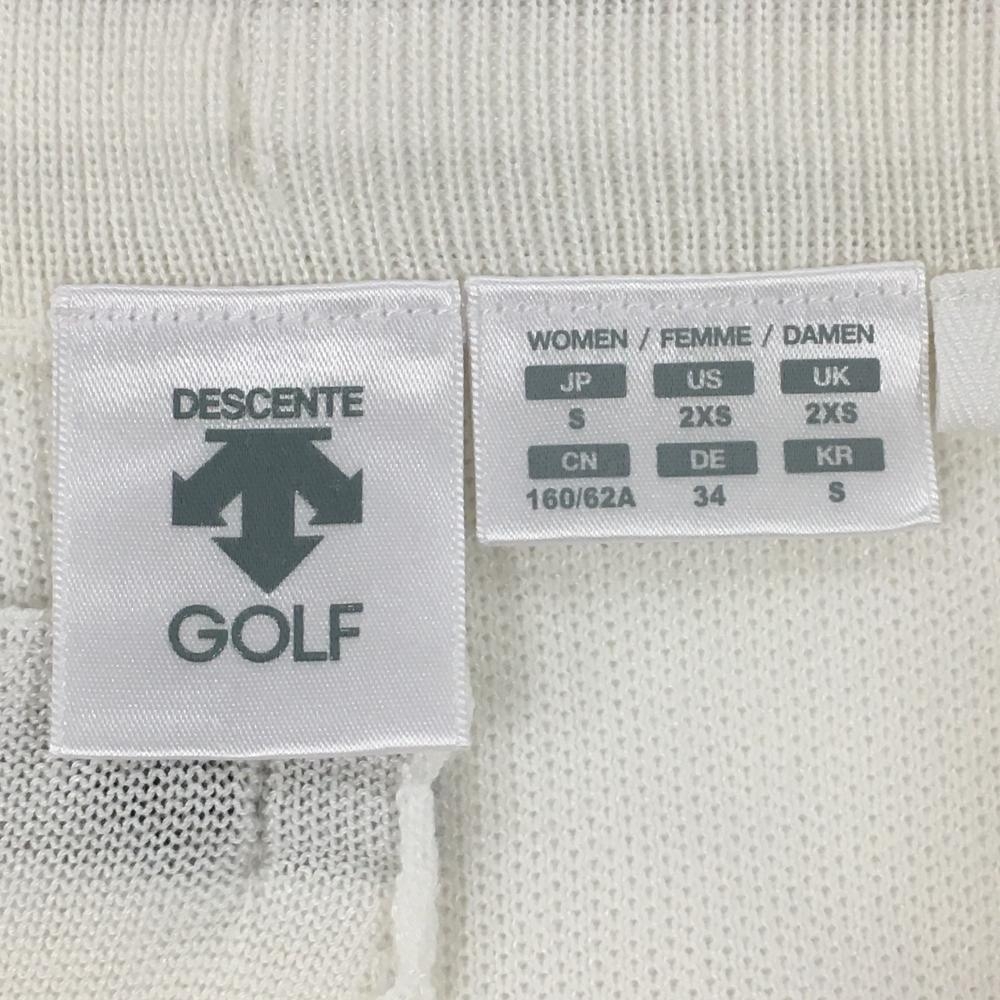 DESCENTE
GOLF
WOMEN / FEMME / DAMEN
JP US UK
S 2XS 2XS
CN DE KR
160/62A 34 S